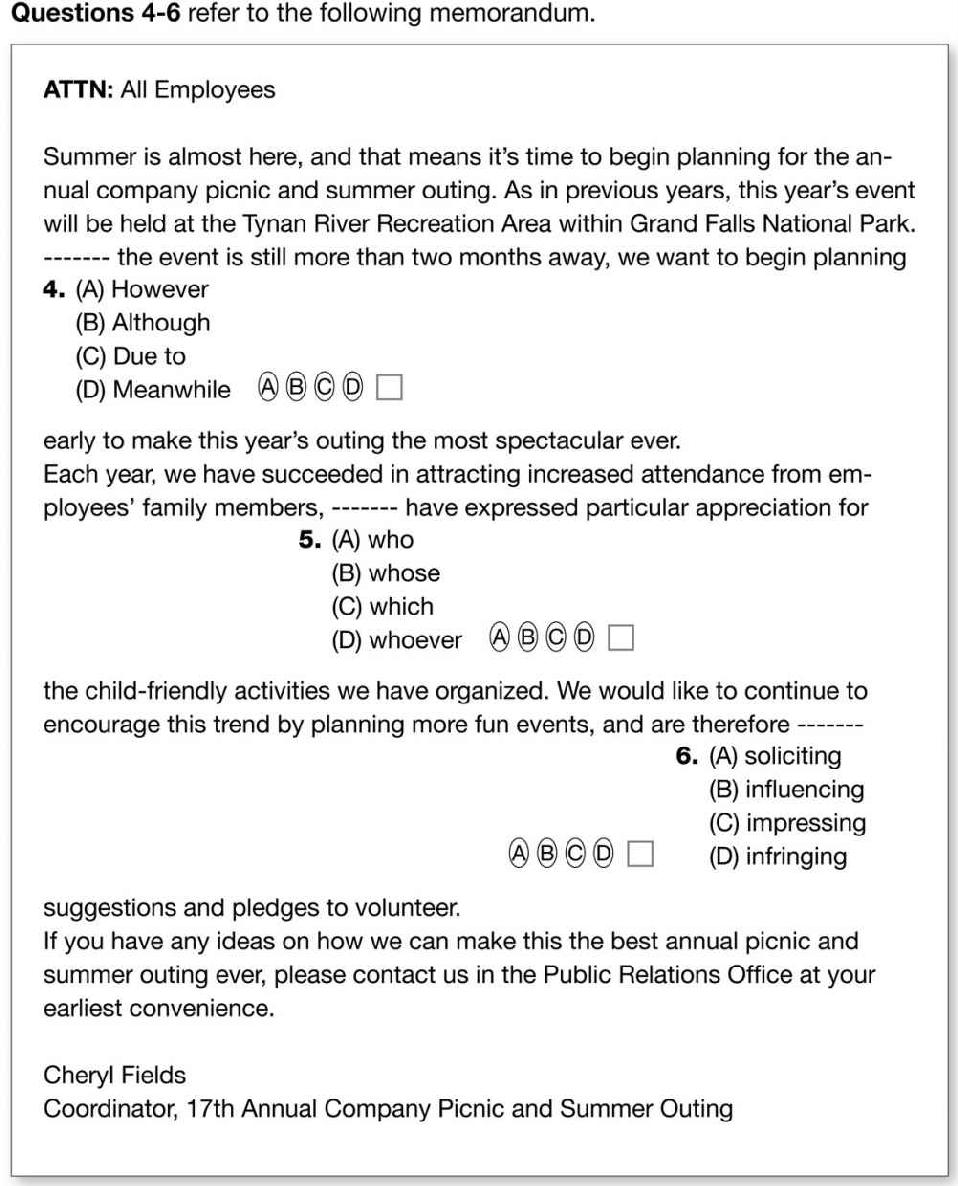 Questions 4-6 refer to the following memorandum.
ATTN: All Employees
Summer is almost here, and that means it's time to begin planning for the an-
nual company picnic and summer outing. As in previous years, this year's event
will be held at the Tynan River Recreation Area within Grand Falls National Park.
------- the event is still more than two months away, we want to begin planning
4. (A) However
(B) Although
(C) Due to
(D) Meanwhile Ⓐ Ⓑ Ⓒ Ⓓ □
early to make this year's outing the most spectacular ever.
Each year, we have succeeded in attracting increased attendance from em-
ployees' family members, ------- have expressed particular appreciation for
5. (A) who
(B) whose
(C) which
(D) whoever Ⓐ Ⓑ Ⓒ Ⓓ □
the child-friendly activities we have organized. We would like to continue to
encourage this trend by planning more fun events, and are therefore -------
6. (A) soliciting
(B) influencing
(C) impressing
Ⓐ Ⓑ Ⓒ Ⓓ □ (D) infringing
suggestions and pledges to volunteer.
If you have any ideas on how we can make this the best annual picnic and
summer outing ever, please contact us in the Public Relations Office at your
earliest convenience.
Cheryl Fields
Coordinator, 17th Annual Company Picnic and Summer Outing